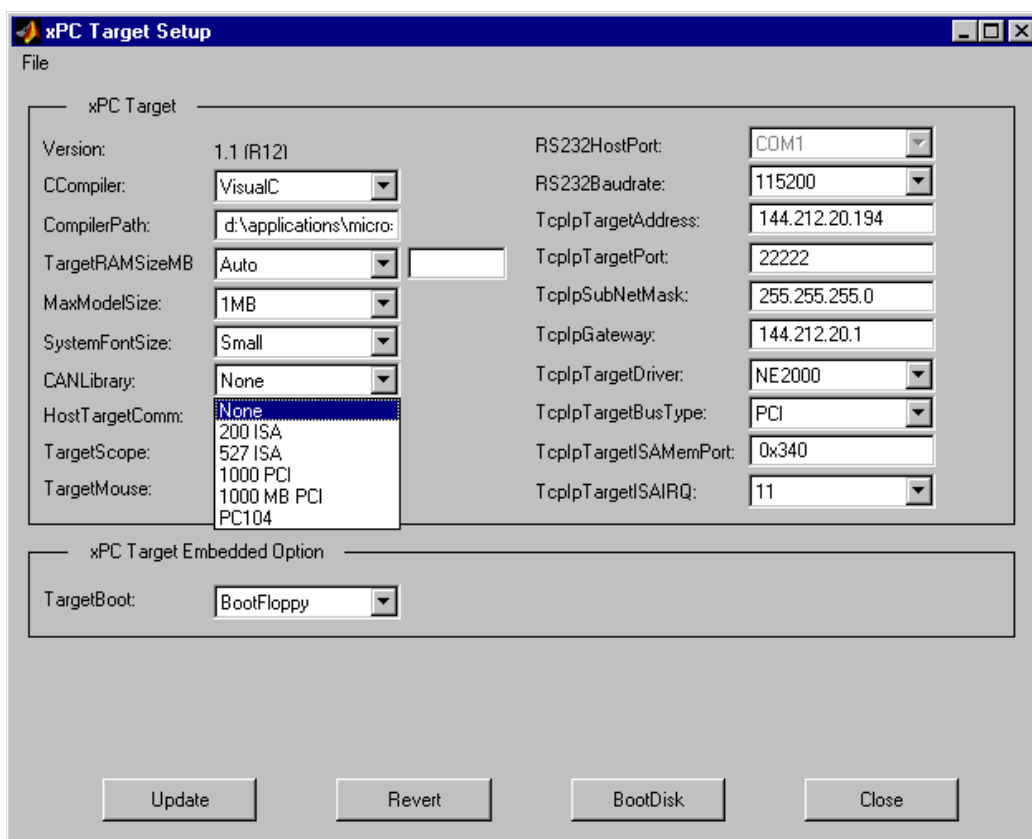 xPC Target Setup
File
xPC Target
Version: 1.1 (R12)
CCompiler: VisualC
CompilerPath: d:\applications\micro:
TargetRAMSizeMB Auto
MaxModelSize: 1MB
SystemFontSize: Small
CANLibrary: None
None
200 ISA
527 ISA
1000 PCI
1000 MB PCI
PC104
HostTargetComm:
TargetScope:
TargetMouse:
RS232HostPort: COM1
RS232Baudrate: 115200
TcpIpTargetAddress: 144.212.20.194
TcpIpTargetPort: 22222
TcpIpSubNetMask: 255.255.255.0
TcpIpGateway: 144.212.20.1
TcpIpTargetDriver: NE2000
TcpIpTargetBusType: PCI
TcpIpTargetISAMemPort: 0x340
TcpIpTargetISAIRQ: 11
xPC Target Embedded Option
TargetBoot: BootFloppy
Update Revert BootDisk Close